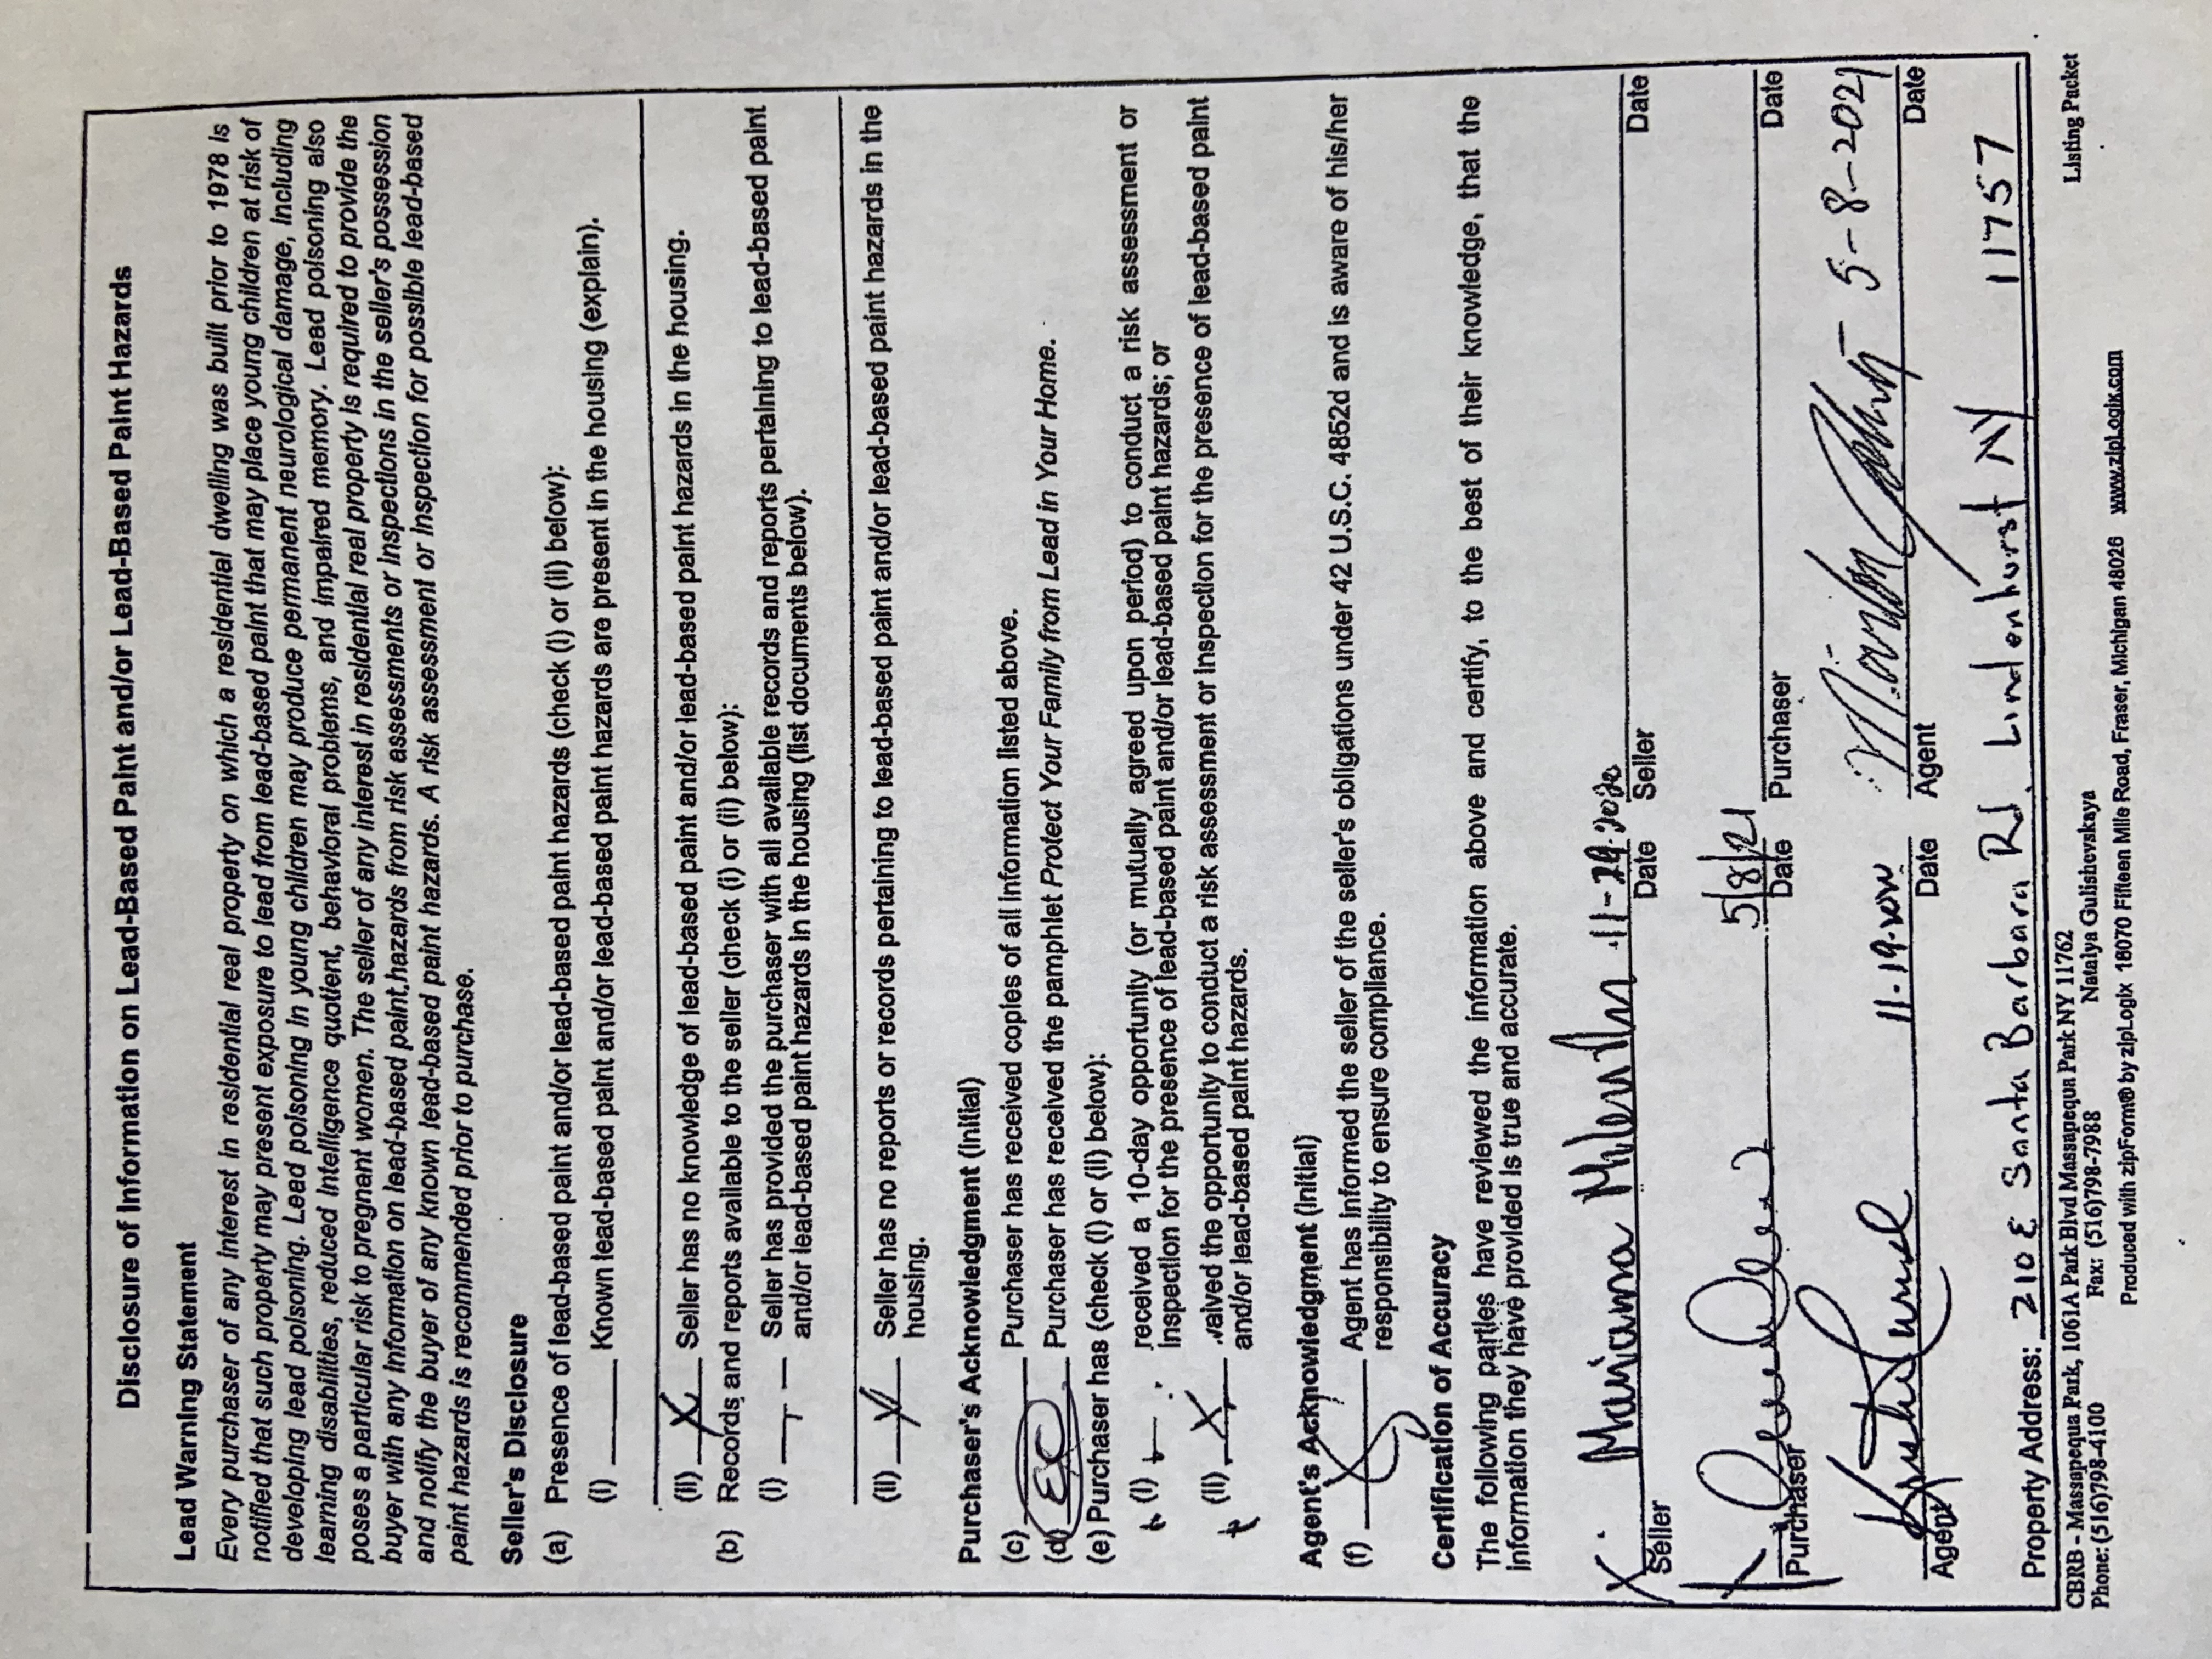 Disclosure of Information on Lead-Based Paint and/or Lead-Based Paint Hazards
Lead Warning Statement
Every purchaser of any interest in residential real property on which a residential dwelling was built prior to 1978 is
notified that such property may present exposure to lead from lead-based paint that may place young children at risk of
developing lead poisoning. Lead poisoning in young children may produce permanent neurological damage, including
learning disabilities, reduced intelligence quotient, behavioral problems, and impaired memory. Lead poisoning also
poses a particular risk to pregnant women. The seller of any interest in residential real property is required to provide the
buyer with any information on lead-based paint hazards from risk assessments or inspections in the seller's possession
and notify the buyer of any known lead-based paint hazards. A risk assessment or inspection for possible lead-based
paint hazards is recommended prior to purchase.
Seller's Disclosure
(a) Presence of lead-based paint and/or lead-based paint hazards (check (i) or (ii) below):
(i) ______ Known lead-based paint and/or lead-based paint hazards are present in the housing (explain).
(ii) X Seller has no knowledge of lead-based paint and/or lead-based paint hazards in the housing.
(b) Records and reports available to the seller (check (i) or (ii) below):
(i) ______ Seller has provided the purchaser with all available records and reports pertaining to lead-based paint
and/or lead-based paint hazards in the housing (list documents below).
(ii) X Seller has no reports or records pertaining to lead-based paint and/or lead-based paint hazards in the
housing.
Purchaser's Acknowledgment (initial)
(c) ______ Purchaser has received copies of all information listed above.
(d) EC Purchaser has received the pamphlet Protect Your Family from Lead in Your Home.
(e) Purchaser has (check (i) or (ii) below):
(i) ______ received a 10-day opportunity (or mutually agreed upon period) to conduct a risk assessment or
inspection for the presence of lead-based paint and/or lead-based paint hazards; or
(ii) X waived the opportunity to conduct a risk assessment or inspection for the presence of lead-based paint
and/or lead-based paint hazards.
Agent's Acknowledgment (initial)
(f) ______ Agent has informed the seller of the seller's obligations under 42 U.S.C. 4852d and is aware of his/her
responsibility to ensure compliance.
Certification of Accuracy
The following parties have reviewed the information above and certify, to the best of their knowledge, that the
information they have provided is true and accurate.
X Mariama 2020
Seller Date Seller Date
5/8/21
Purchaser Date Purchaser Date
11-19- Marlon 5-8-2021
Agent Date Agent Date
Property Address: 210 E Santa Barbara Rd. Lindenhurst NY 11757
CBRB - Massapequa Park, 1061A Park Blvd Massapequa Park NY 11762 Listing Packet
Phone: (516)798-4100 Fax: (516)798-7988 Natalya Gulishevskaya
Produced with zipForm® by zipLogix 18070 Fifteen Mile Road, Fraser, Michigan 48026 www.zipLogix.com